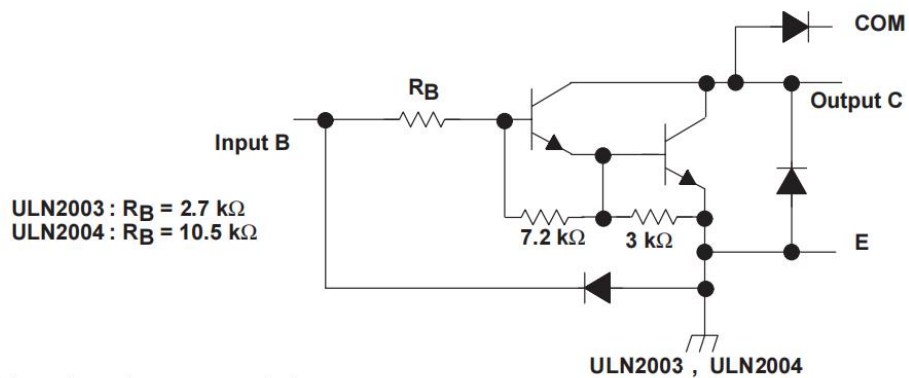 COM
RB
Output C
Input B
ULN2003 : RB = 2.7 kΩ
ULN2004 : RB = 10.5 kΩ
7.2 kΩ
3 kΩ
E
ULN2003 , ULN2004